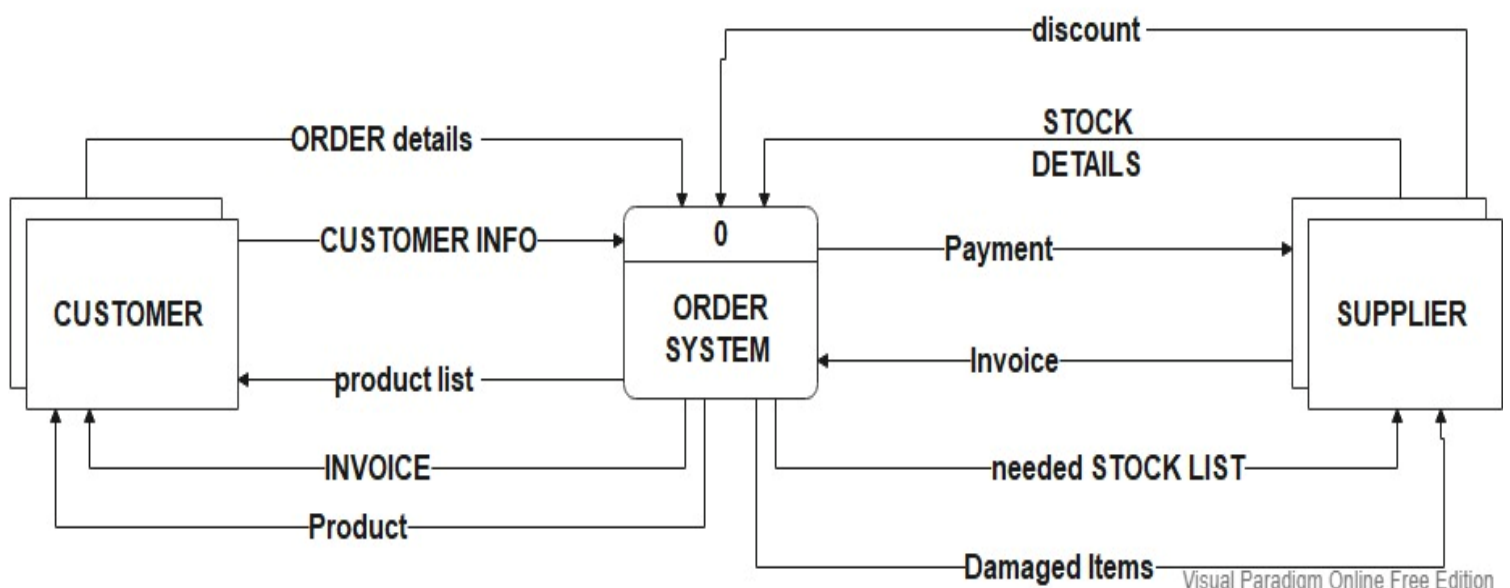 discount
ORDER details
STOCK
DETAILS
CUSTOMER INFO
0
Payment
CUSTOMER
ORDER
SYSTEM
SUPPLIER
product list
Invoice
INVOICE
needed STOCK LIST
Product
Damaged Items
Visual Paradigm Online Free Edition